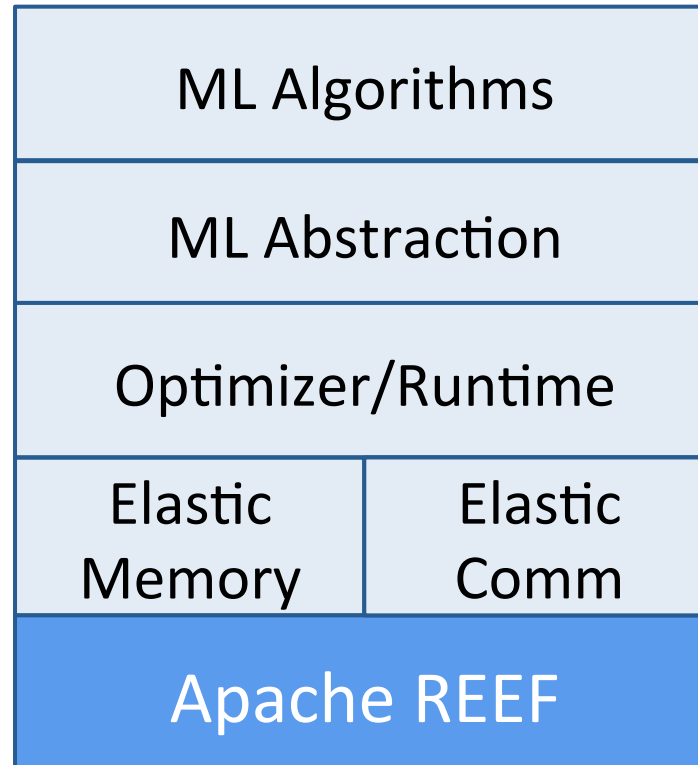 ML Algorithms
ML Abstraction
Optimizer/Runtime
Elastic
Memory
Elastic
Comm
Apache REEF